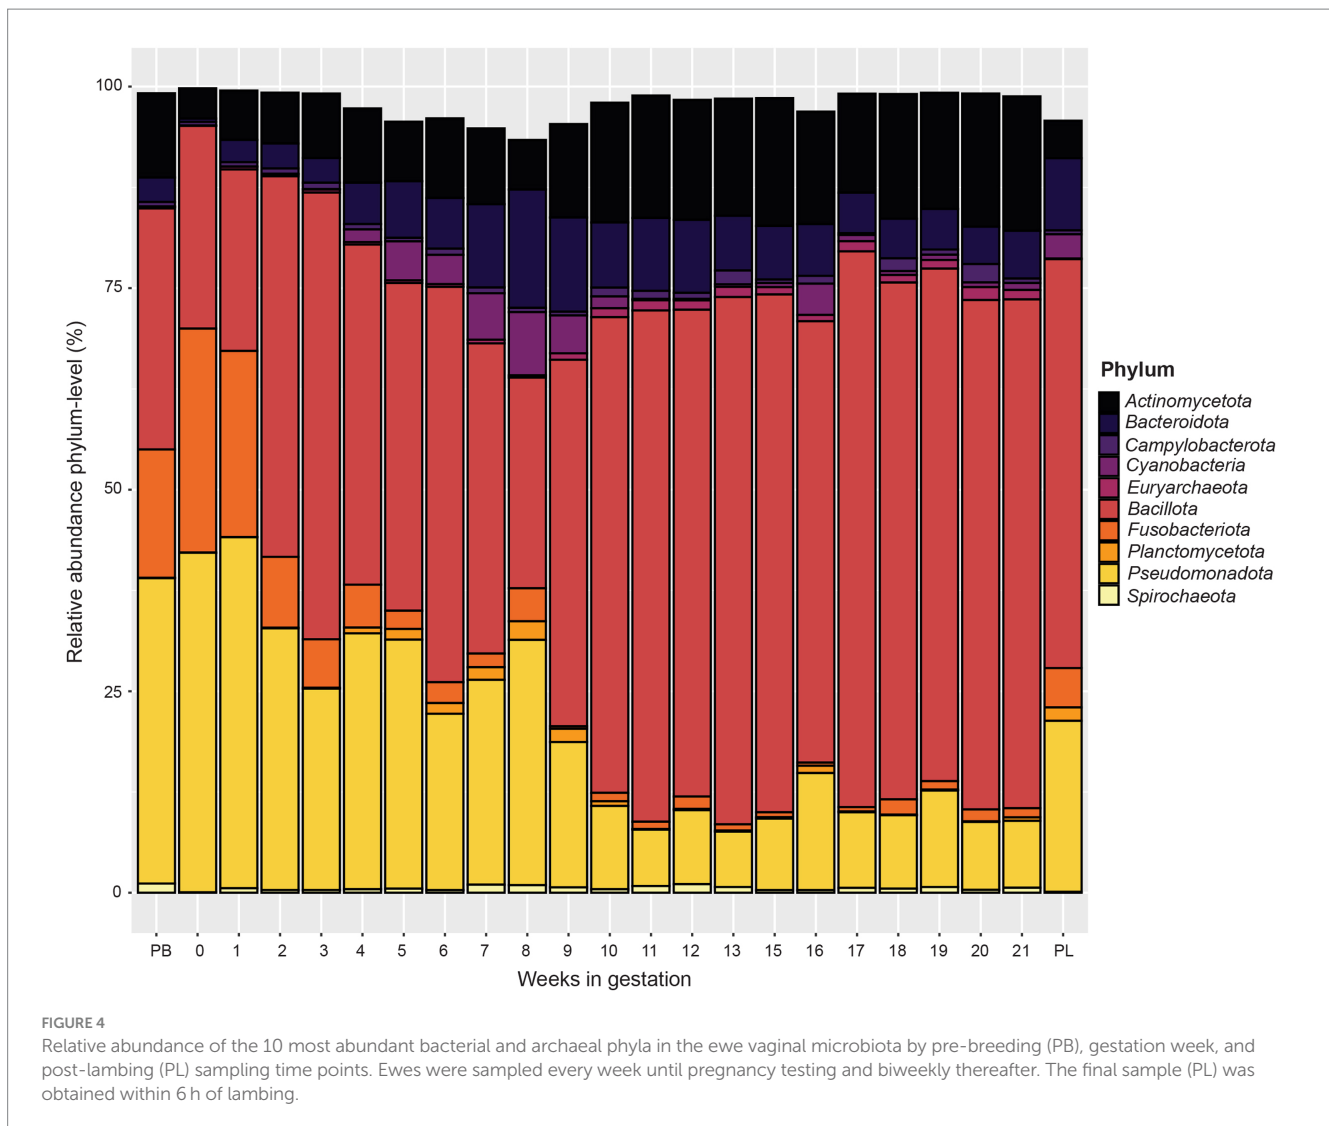 100
75
50
25
0
Relative abundance phylum-level (%)
PB 0 1 2 3 4 5 6 7 8 9 10 11 12 13 15 16 17 18 19 20 21 PL
Weeks in gestation
Phylum
Actinomycetota
Bacteroidota
Campylobacterota
Cyanobacteria
Euryarchaeota
Bacillota
Fusobacteriota
Planctomycetota
Pseudomonadota
Spirochaeota
FIGURE 4
Relative abundance of the 10 most abundant bacterial and archaeal phyla in the ewe vaginal microbiota by pre-breeding (PB), gestation week, and
post-lambing (PL) sampling time points. Ewes were sampled every week until pregnancy testing and biweekly thereafter. The final sample (PL) was
obtained within 6 h of lambing.